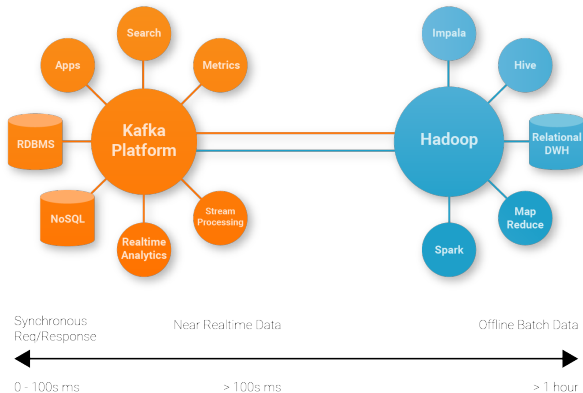 Search
Impala
Apps
Metrics
Hive
Kafka
Platform
Hadoop
RDBMS
Relational
DWH
NoSQL
Stream
Processing
Map
Reduce
Realtime
Analytics
Spark
Synchronous
Req/Response
Near Realtime Data
Offline Batch Data
0 - 100s ms
> 100s ms
> 1 hour